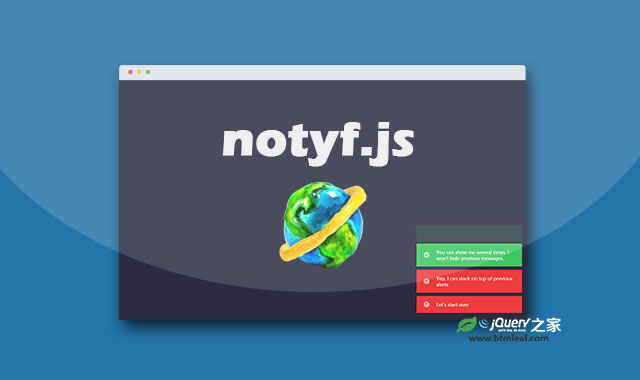 notyf.js
You can show me several times. I
won't hide previous messages.
Yep, I can stack on top of previous
alerts
Let's start over
jQuery之家
www.htmleaf.com